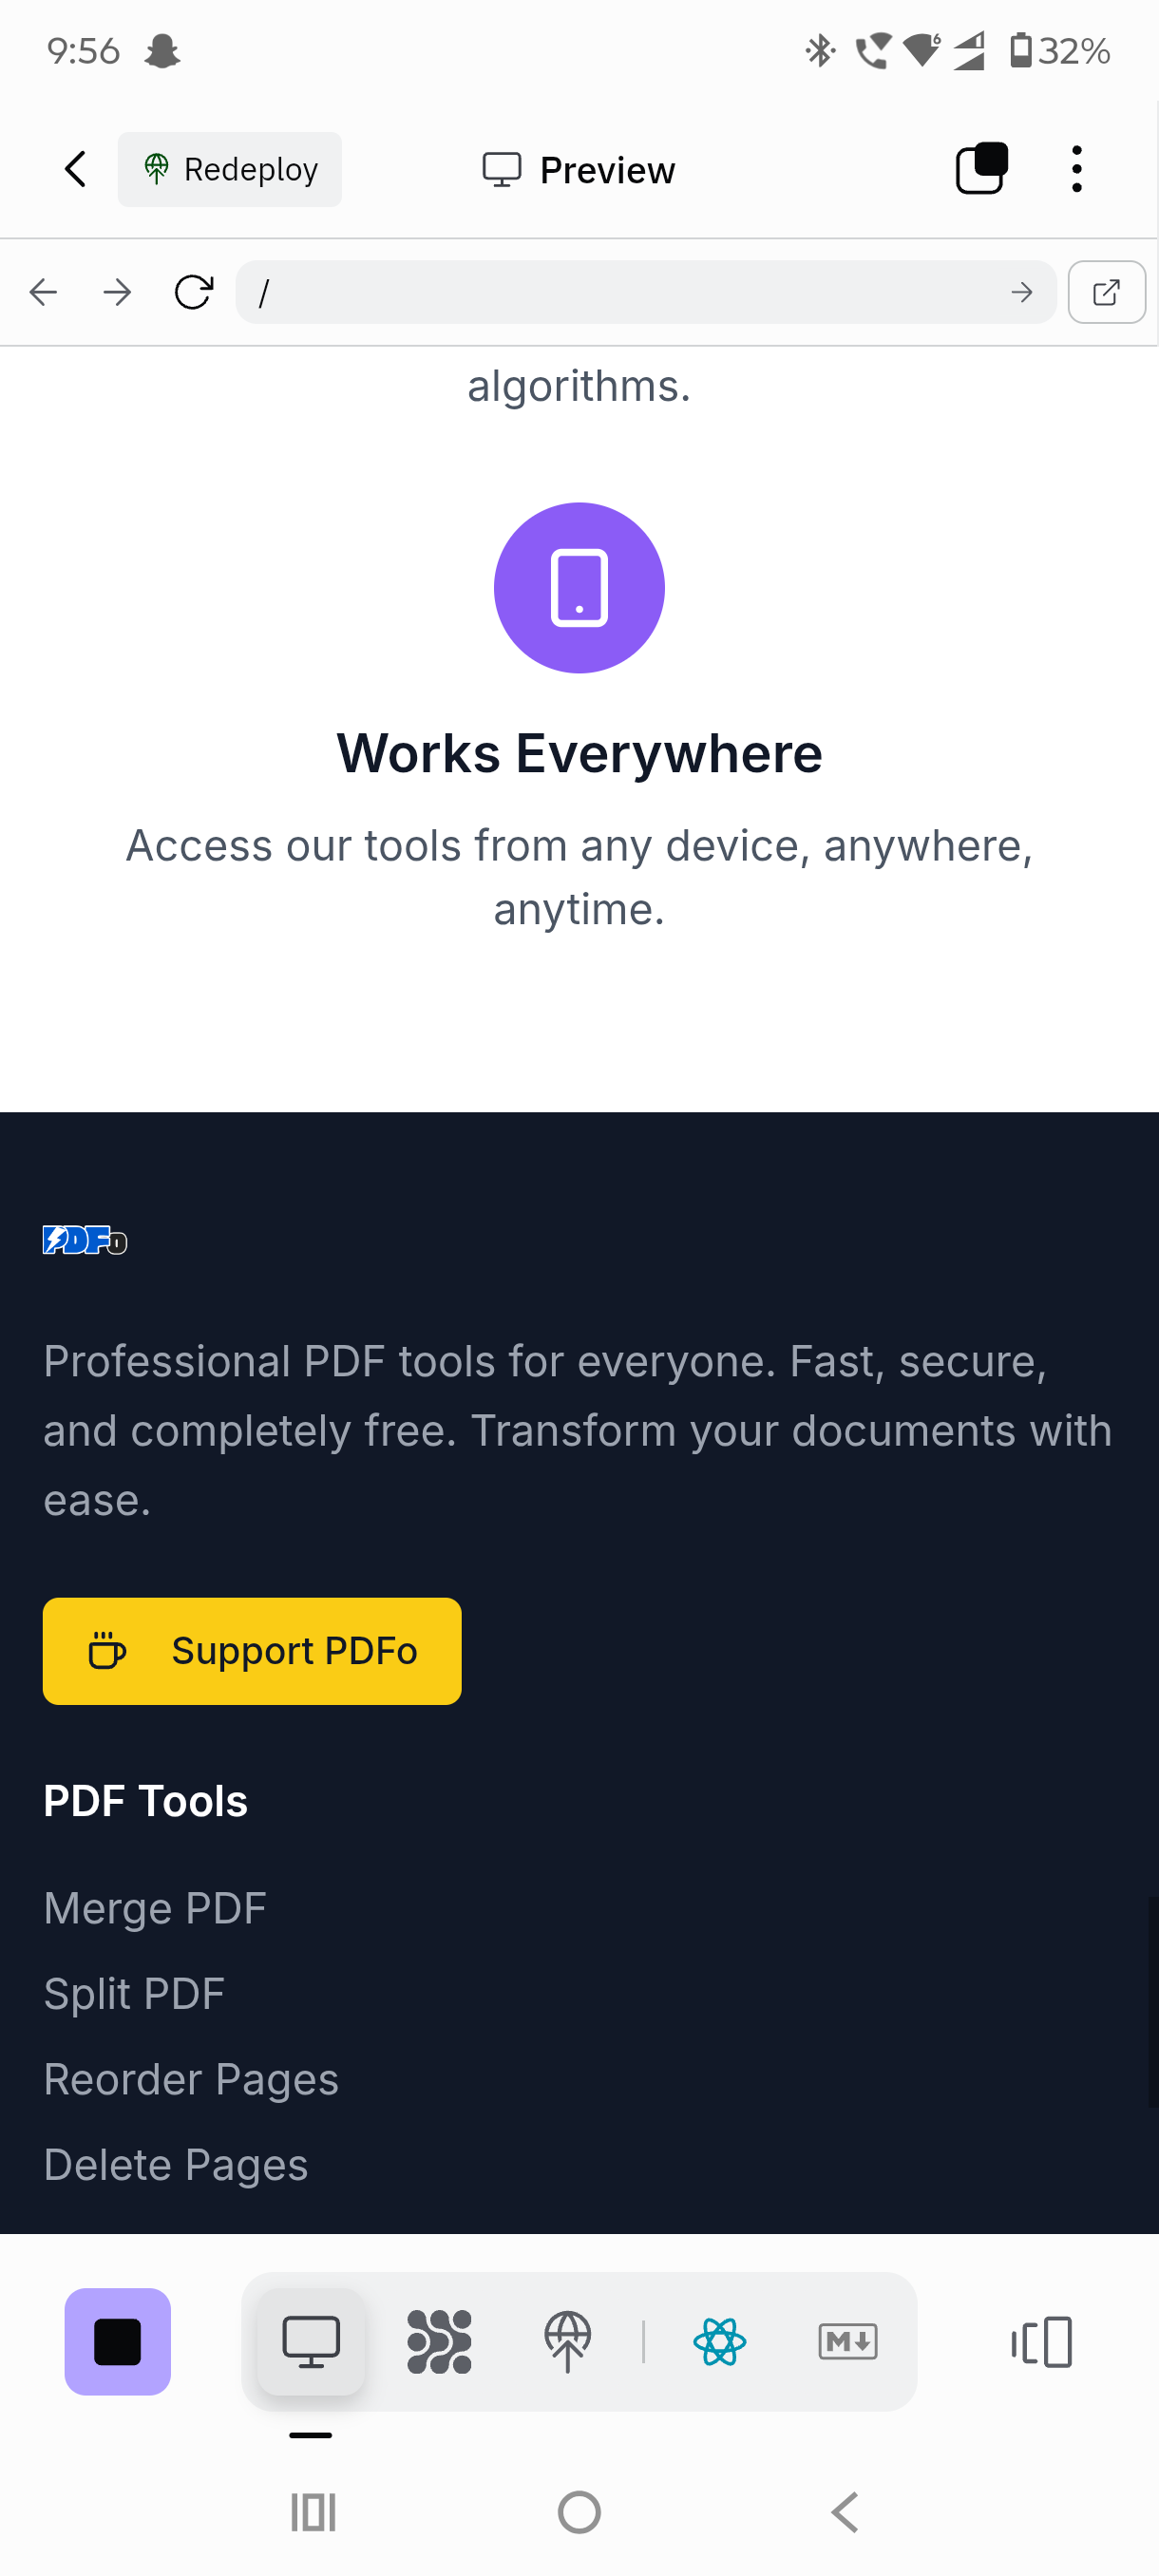 9:56
6
32%
Redeploy
Preview
/
algorithms.
Works Everywhere
Access our tools from any device, anywhere,
anytime.
PDFo
Professional PDF tools for everyone. Fast, secure,
and completely free. Transform your documents with
ease.
Support PDFo
PDF Tools
Merge PDF
Split PDF
Reorder Pages
Delete Pages
M